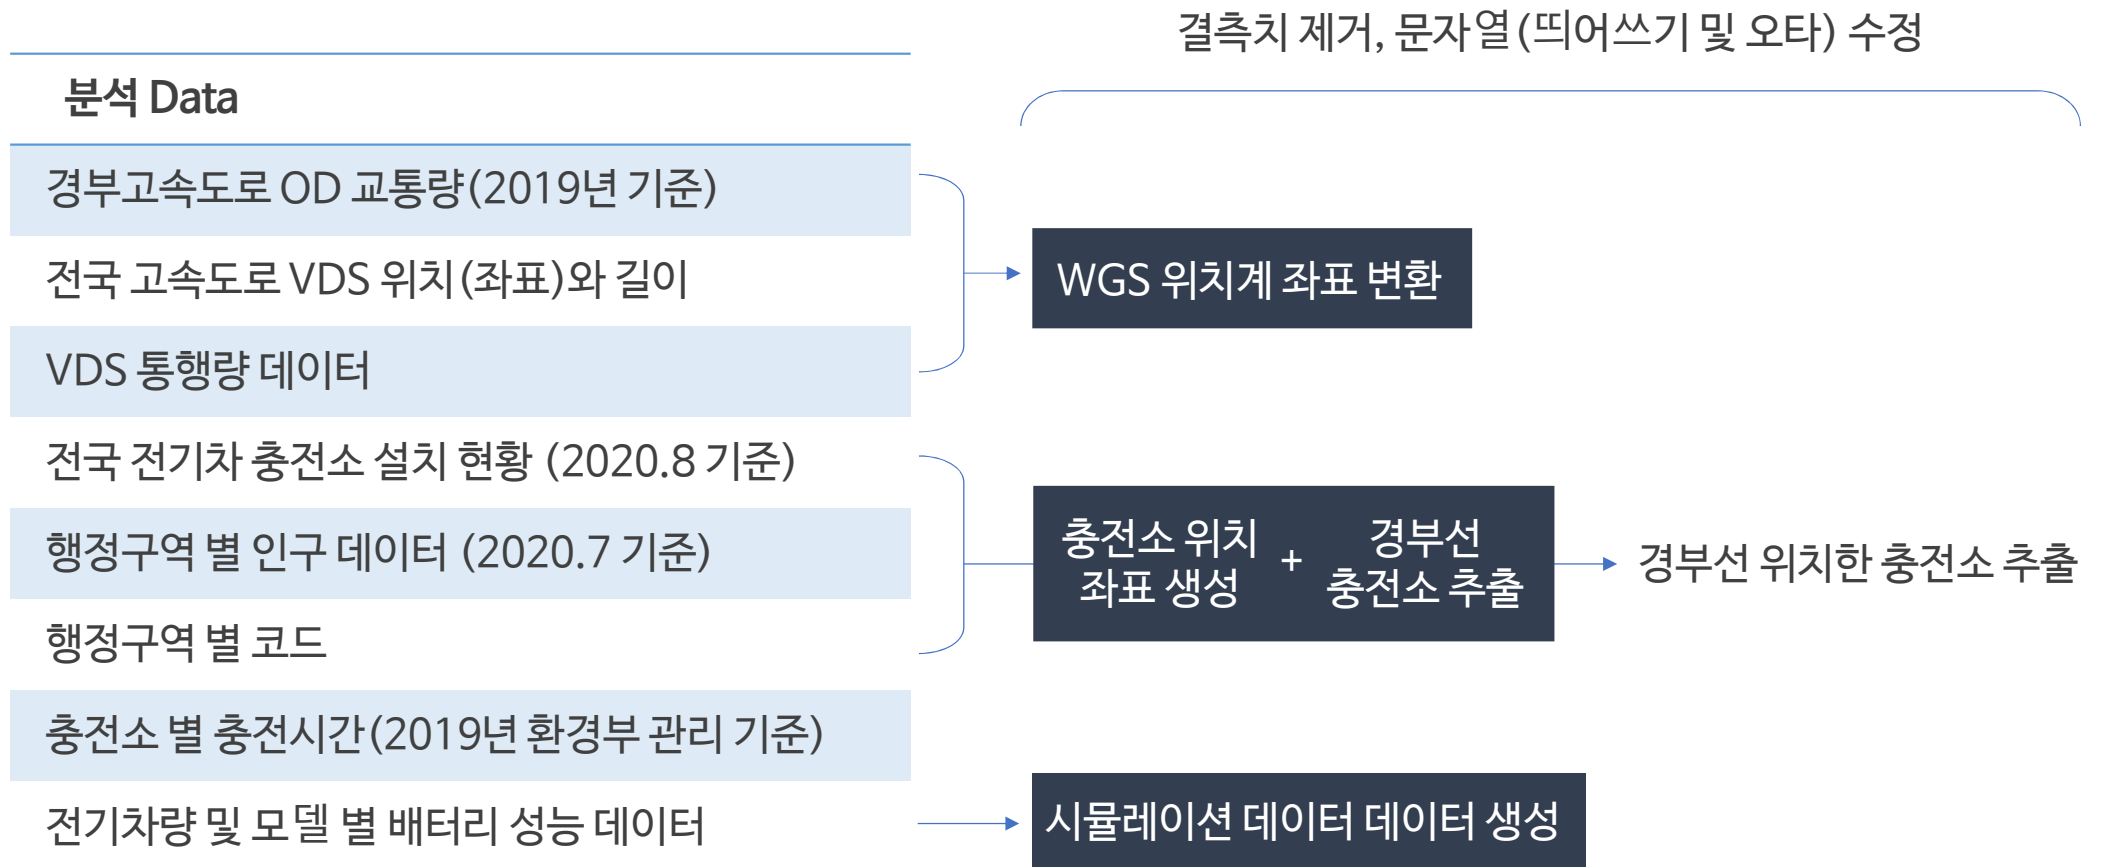 결측치 제거, 문자열(띄어쓰기 및 오타) 수정
분석 Data
경부고속도로 OD 교통량(2019년 기준)
전국 고속도로 VDS 위치(좌표)와 길이
VDS 통행량 데이터
전국 전기차 충전소 설치 현황 (2020.8 기준)
행정구역 별 인구 데이터 (2020.7 기준)
행정구역 별 코드
충전소 별 충전시간(2019년 환경부 관리 기준)
전기차량 및 모델 별 배터리 성능 데이터
WGS 위치계 좌표 변환
충전소 위치
좌표 생성
+
경부선
충전소 추출
경부선 위치한 충전소 추출
시뮬레이션 데이터 데이터 생성